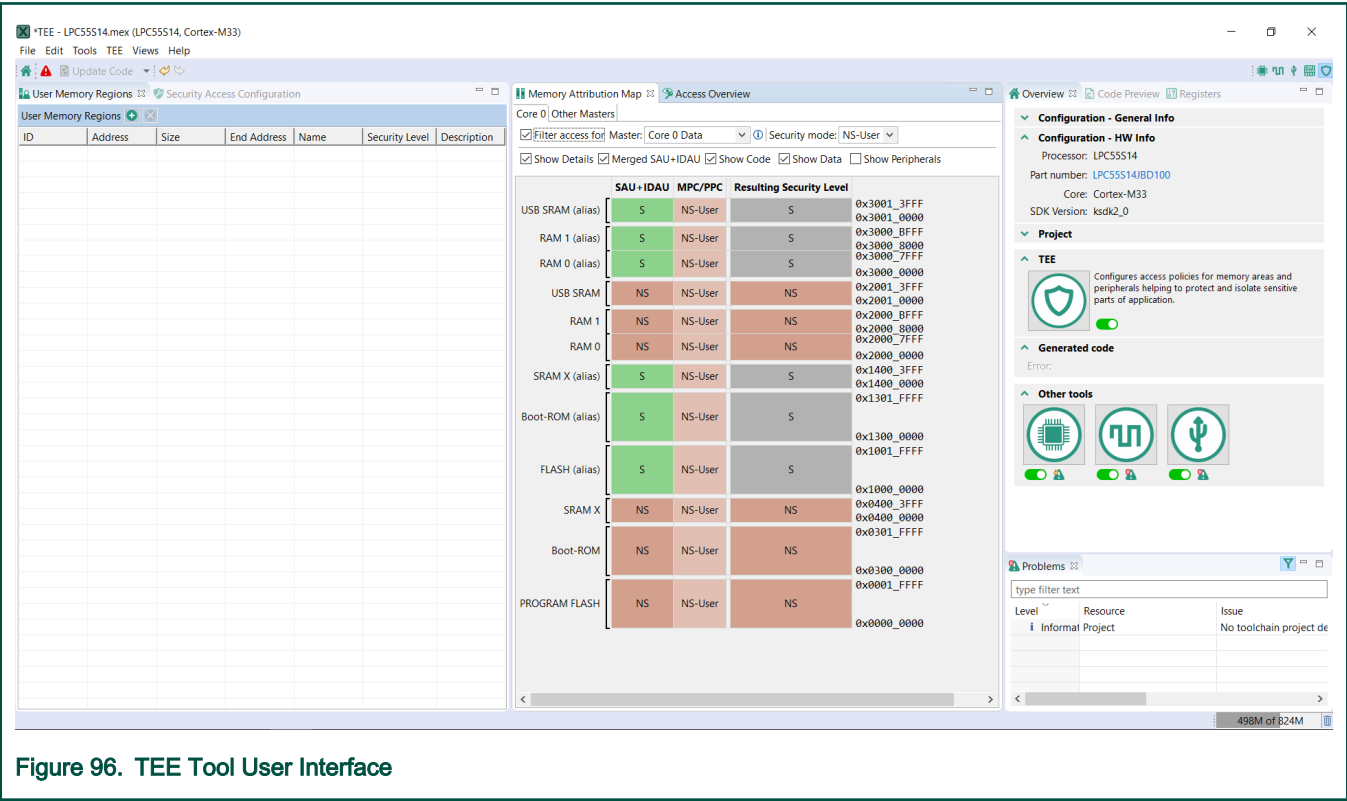 *TEE - LPC55S14.mex (LPC55S14, Cortex-M33)
File Edit Tools TEE Views Help
Update Code
User Memory Regions
Security Access Configuration
User Memory Regions
ID Address Size End Address Name Security Level Description
Memory Attribution Map
Access Overview
Core 0 Other Masters
Filter access for Master: Core 0 Data Security mode: NS-User
Show Details Merged SAU+IDAU Show Code Show Data Show Peripherals
SAU+IDAU MPC/PPC Resulting Security Level
USB SRAM (alias) S NS-User S 0x3001_3FFF
0x3001_0000
RAM 1 (alias) S NS-User S 0x3000_BFFF
0x3000_8000
RAM 0 (alias) S NS-User S 0x3000_7FFF
0x3000_0000
USB SRAM NS NS-User NS 0x2001_3FFF
0x2001_0000
RAM 1 NS NS-User NS 0x2000_BFFF
0x2000_8000
RAM 0 NS NS-User NS 0x2000_7FFF
0x2000_0000
SRAM X (alias) S NS-User S 0x1400_3FFF
0x1400_0000
Boot-ROM (alias) S NS-User S 0x1301_FFFF
0x1300_0000
FLASH (alias) S NS-User S 0x1001_FFFF
0x1000_0000
SRAM X NS NS-User NS 0x0400_3FFF
0x0400_0000
Boot-ROM NS NS-User NS 0x0301_FFFF
0x0300_0000
PROGRAM FLASH NS NS-User NS 0x0001_FFFF
0x0000_0000
Overview Code Preview Registers
Configuration - General Info
Configuration - HW Info
Processor: LPC55S14
Part number: LPC55S14JBD100
Core: Cortex-M33
SDK Version: ksdk2_0
Project
TEE
Configures access policies for memory areas and
peripherals helping to protect and isolate sensitive
parts of application.
Generated code
Error:
Other tools
Problems
type filter text
Level Resource Issue
Informat Project No toolchain project de
498M of 824M
Figure 96. TEE Tool User Interface